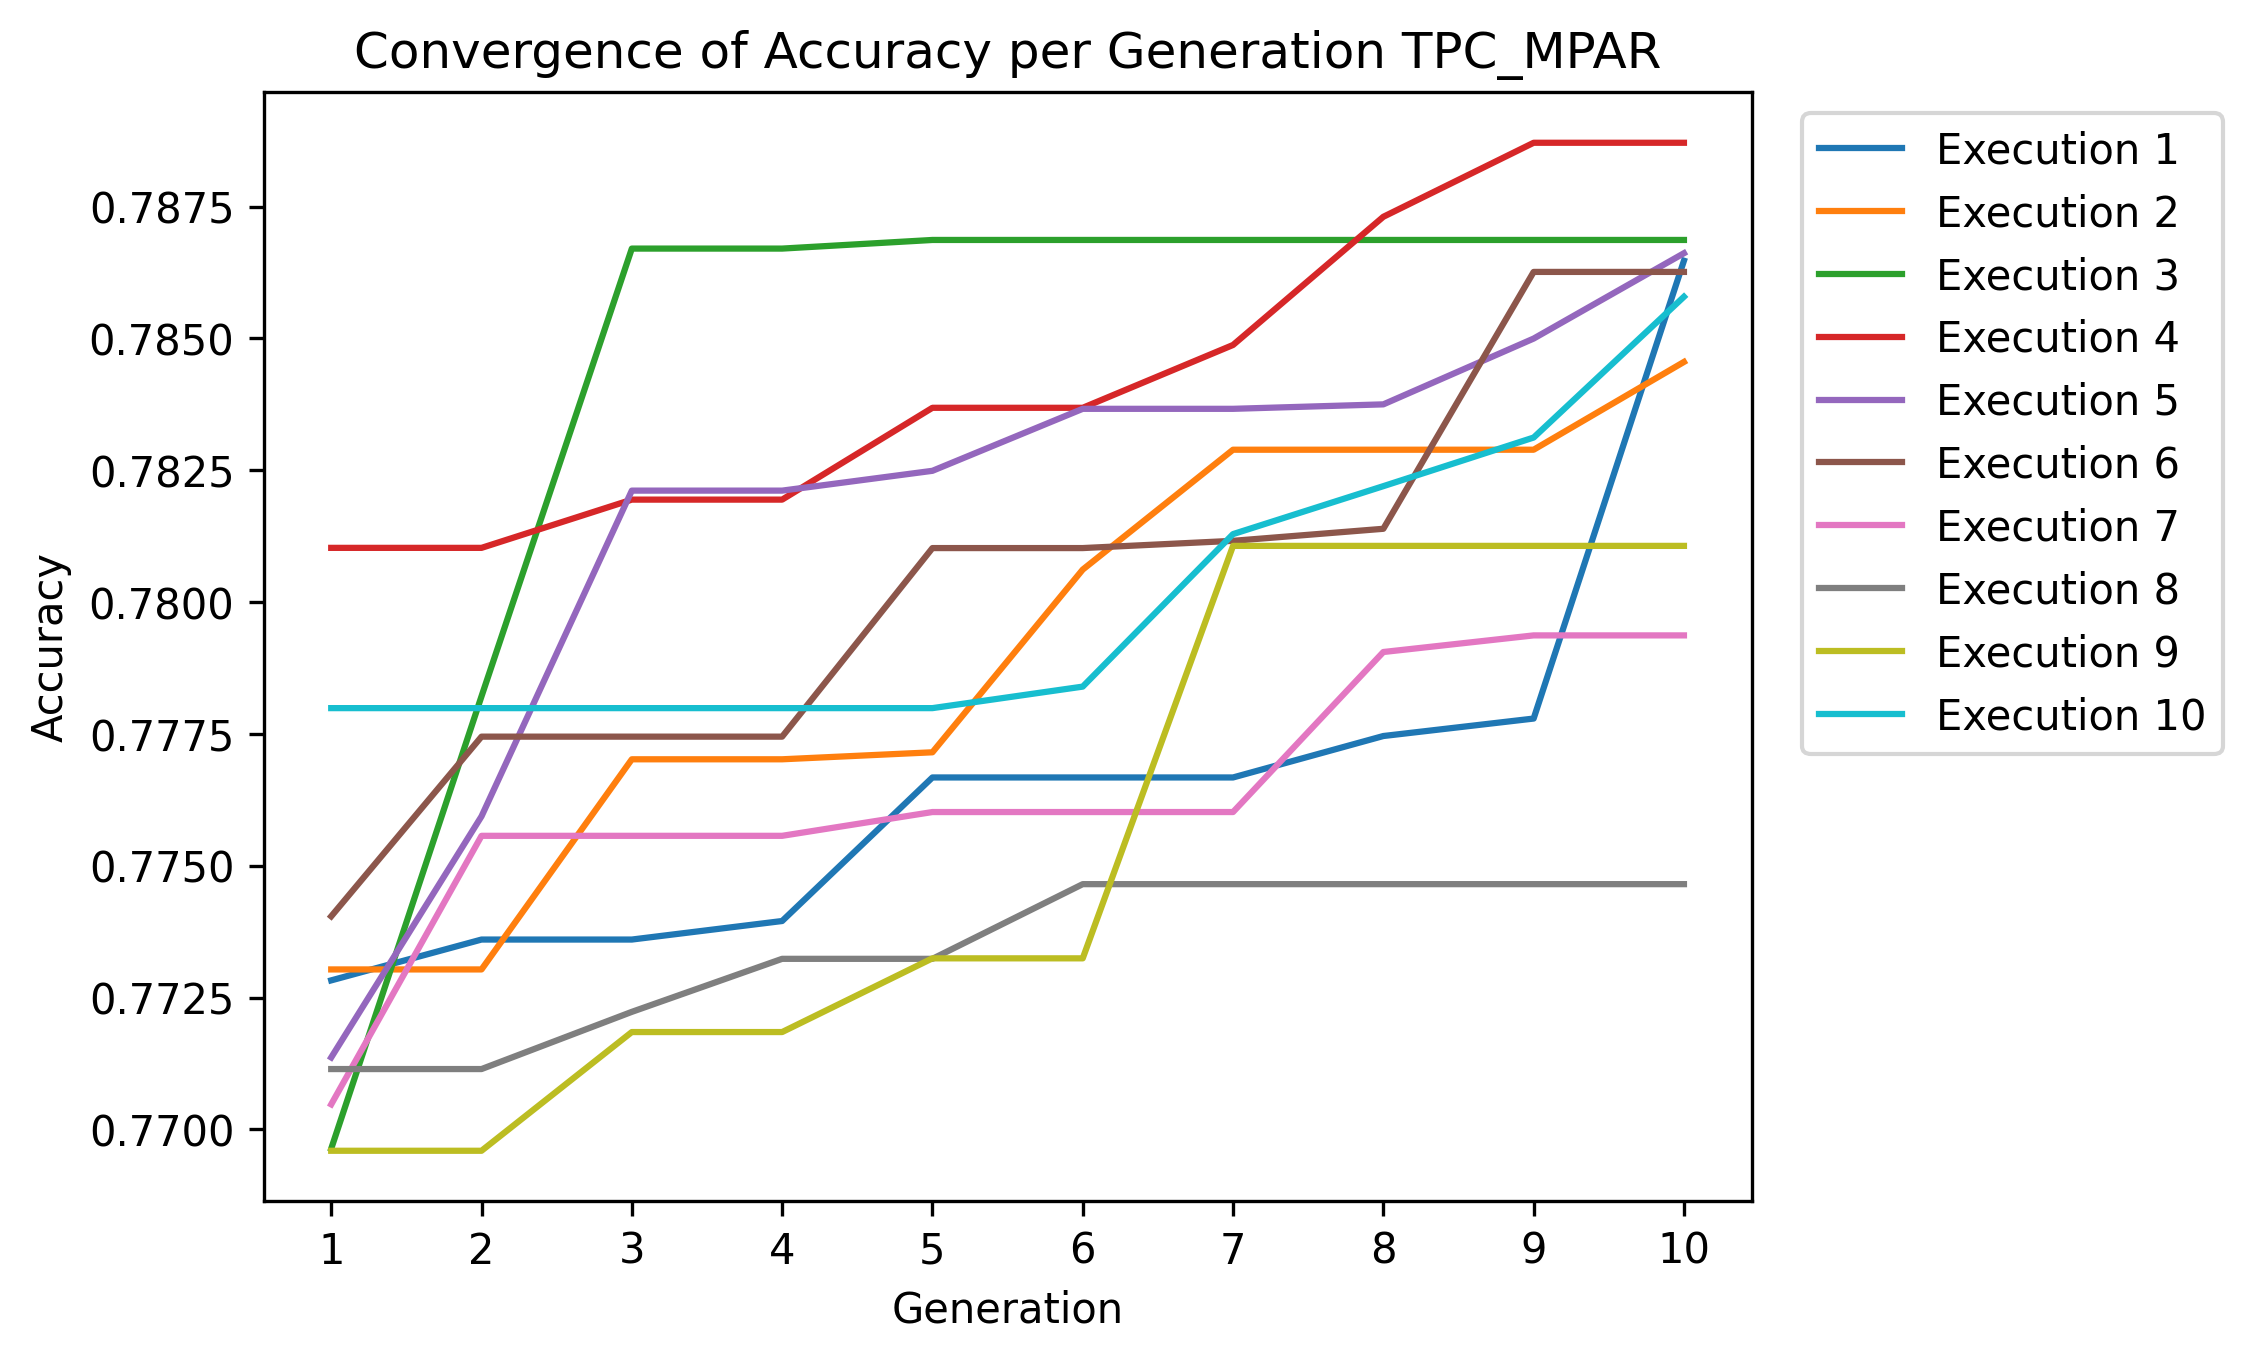 Convergence of Accuracy per Generation TPC_MPAR
Accuracy
0.7875
0.7850
0.7825
0.7800
0.7775
0.7750
0.7725
0.7700
1 2 3 4 5 6 7 8 9 10
Generation
Execution 1
Execution 2
Execution 3
Execution 4
Execution 5
Execution 6
Execution 7
Execution 8
Execution 9
Execution 10